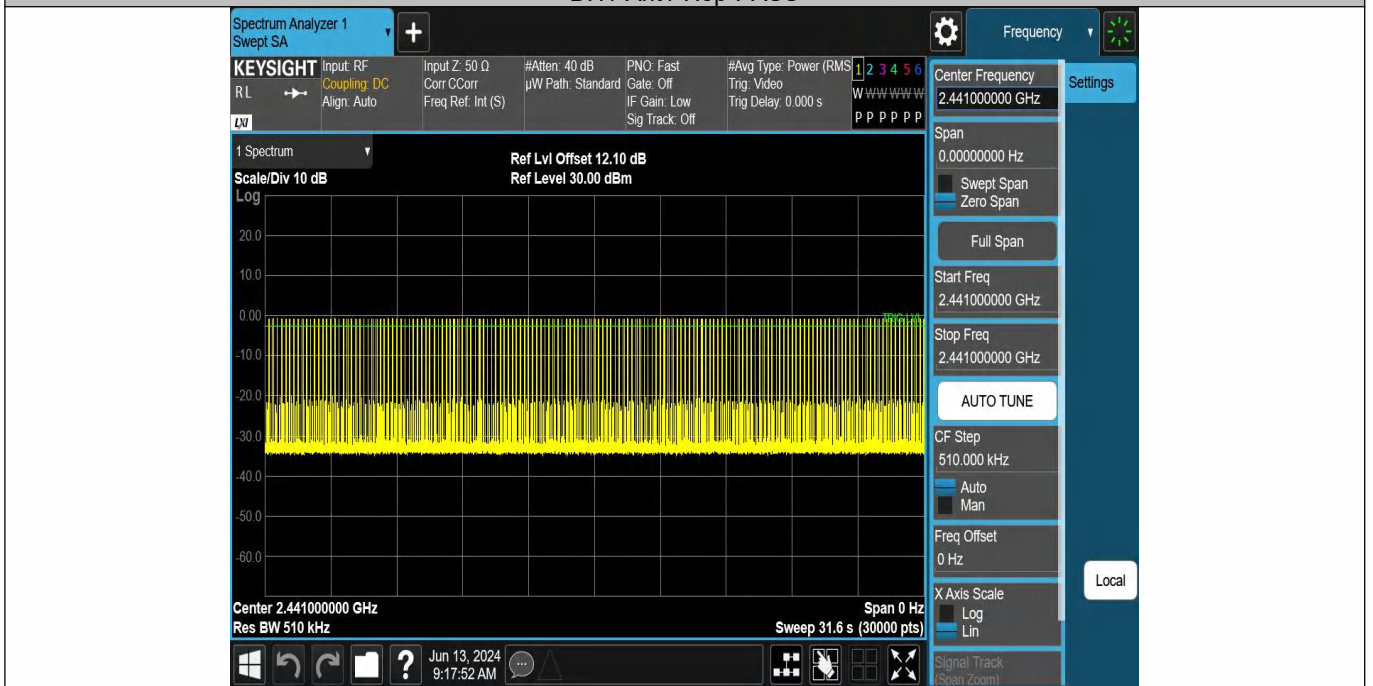 Spectrum Analyzer 1
Swept SA
Frequency
KEYSIGHT
RL
LXI
Input: RF
Coupling: DC
Align: Auto
Input Z: 50 Ω
Corr CCorr
Freq Ref: Int (S)
#Atten: 40 dB
µW Path: Standard
PNO: Fast
Gate: Off
IF Gain: Low
Sig Track: Off
#Avg Type: Power (RMS
Trig: Video
Trig Delay: 0.000 s
1 2 3 4 5 6
W W W W W W
P P P P P P
1 Spectrum
Scale/Div 10 dB
Ref Lvl Offset 12.10 dB
Ref Level 30.00 dBm
Log
20.0
10.0
0.00
TRIG LVL
-10.0
-20.0
-30.0
-40.0
-50.0
-60.0
Center 2.441000000 GHz
Span 0 Hz
Res BW 510 kHz
Sweep 31.6 s (30000 pts)
Center Frequency
2.441000000 GHz
Settings
Span
0.00000000 Hz
Swept Span
Zero Span
Full Span
Start Freq
2.441000000 GHz
Stop Freq
2.441000000 GHz
AUTO TUNE
CF Step
510.000 kHz
Auto
Man
Freq Offset
0 Hz
X Axis Scale
Log
Lin
Local
Signal Track
(Span Zoom)
?
Jun 13, 2024
9:17:52 AM